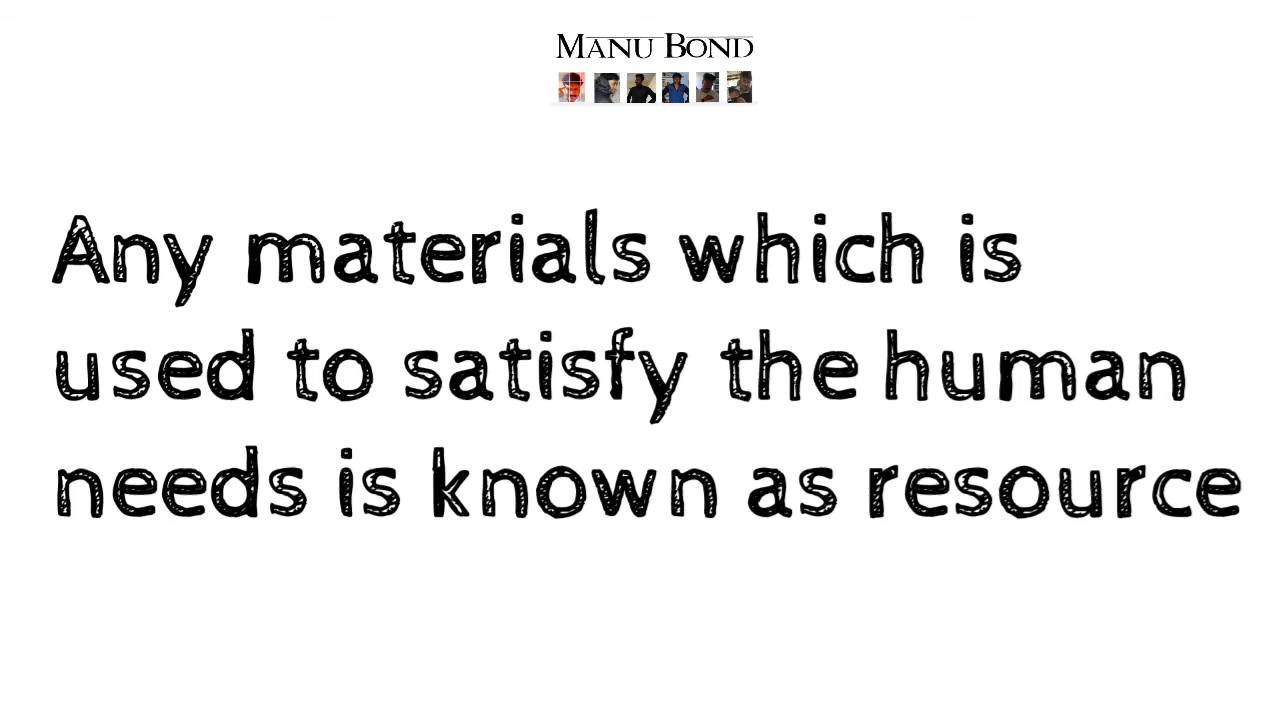 MANU BOND
Any materials which is
used to satisfy the human
needs is known as resource